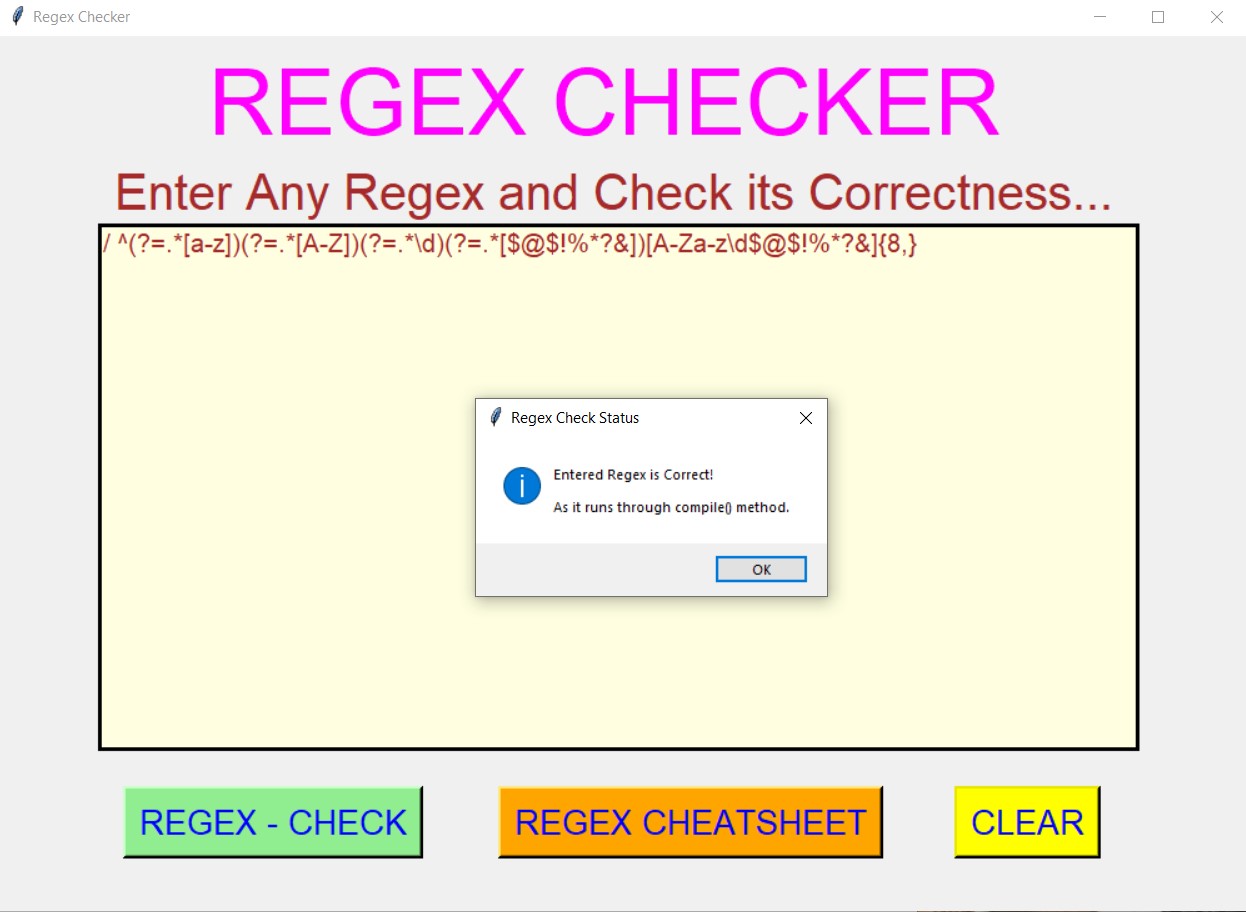 Regex Checker
REGEX CHECKER
Enter Any Regex and Check its Correctness...
/ ^(?=.*[a-z])(?=.*[A-Z])(?=.*\d)(?=.*[$@$!%*?&])[A-Za-z\d$@$!%*?&]{8,}
Regex Check Status
Entered Regex is Correct!
As it runs through compile() method.
OK
REGEX - CHECK
REGEX CHEATSHEET
CLEAR